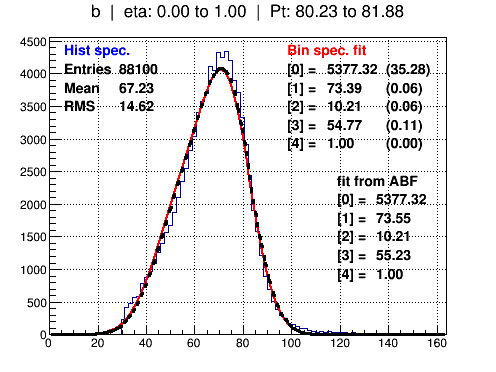 b | eta: 0.00 to 1.00 | Pt: 80.23 to 81.88
Hist spec.
Entries 88100
Mean 67.23
RMS 14.62
Bin spec. fit
[0] = 5377.32 (35.28)
[1] = 73.39 (0.06)
[2] = 10.21 (0.06)
[3] = 54.77 (0.11)
[4] = 1.00 (0.00)
fit from ABF
[0] = 5377.32
[1] = 73.55
[2] = 10.21
[3] = 55.23
[4] = 1.00
4500
4000
3500
3000
2500
2000
1500
1000
500
0
0 20 40 60 80 100 120 140 160